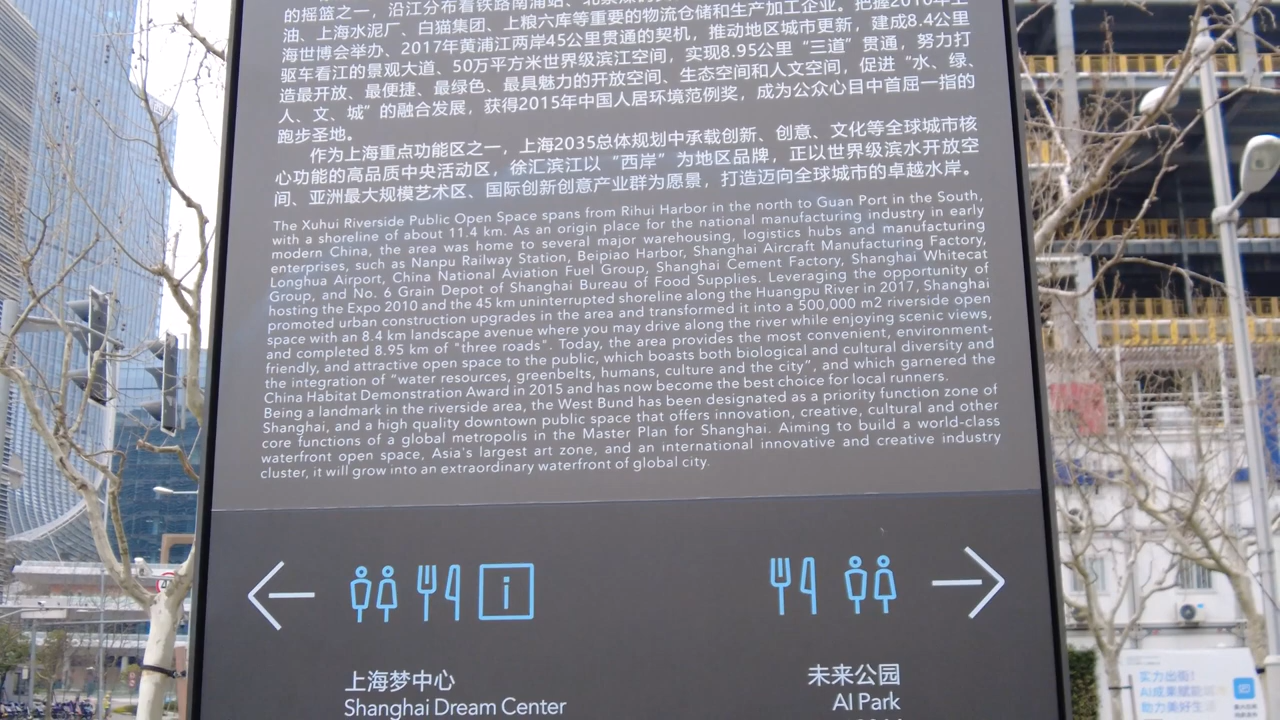 的摇篮之一，沿江分布着铁路南浦站、北票
油、上海水泥厂、白猫集团、上粮六库等重要的物流仓储和生产加工企业。把握2010年上
海世博会举办、2017年黄浦江两岸45公里贯通的契机，推动地区城市更新，建成8.4公里
驱车看江的景观大道、50万平方米世界级滨江空间，实现8.95公里“三道”贯通，努力打
造最开放、最便捷、最绿色、最具魅力的开放空间、生态空间和人文空间，促进“水、绿、
人、文、城”的融合发展，获得2015年中国人居环境范例奖，成为公众心目中首屈一指的
跑步圣地。
作为上海重点功能区之一，上海2035总体规划中承载创新、创意、文化等全球城市核
心功能的高品质中央活动区，徐汇滨江以“西岸”为地区品牌，正以世界级滨水开放空
间、亚洲最大规模艺术区、国际创新创意产业群为愿景，打造迈向全球城市的卓越水岸。
The Xuhui Riverside Public Open Space spans from Rihui Harbor in the north to Guan Port in the South,
with a shoreline of about 11.4 km. As an origin place for the national manufacturing industry in early
modern China, the area was home to several major warehousing, logistics hubs and manufacturing
enterprises, such as Nanpu Railway Station, Beipiao Harbor, Shanghai Aircraft Manufacturing Factory,
Longhua Airport, China National Aviation Fuel Group, Shanghai Cement Factory, Shanghai Whitecat
Group, and No. 6 Grain Depot of Shanghai Bureau of Food Supplies. Leveraging the opportunity of
hosting the Expo 2010 and the 45 km uninterrupted shoreline along the Huangpu River in 2017, Shanghai
promoted urban construction upgrades in the area and transformed it into a 500,000 m2 riverside open
space with an 8.4 km landscape avenue where you may drive along the river while enjoying scenic views,
and completed 8.95 km of "three roads". Today, the area provides the most convenient, environment-
friendly, and attractive open space to the public, which boasts both biological and cultural diversity and
the integration of "water resources, greenbelts, humans, culture and the city", and which garnered the
China Habitat Demonstration Award in 2015 and has now become the best choice for local runners.
Being a landmark in the riverside area, the West Bund has been designated as a priority function zone of
Shanghai, and a high quality downtown public space that offers innovation, creative, cultural and other
core functions of a global metropolis in the Master Plan for Shanghai. Aiming to build a world-class
waterfront open space, Asia's largest art zone, and an international innovative and creative industry
cluster, it will grow into an extraordinary waterfront of global city.
i
上海梦中心
Shanghai Dream Center
未来公园
AI Park
实力出街！
AI成果赋能城市
助力美好生活